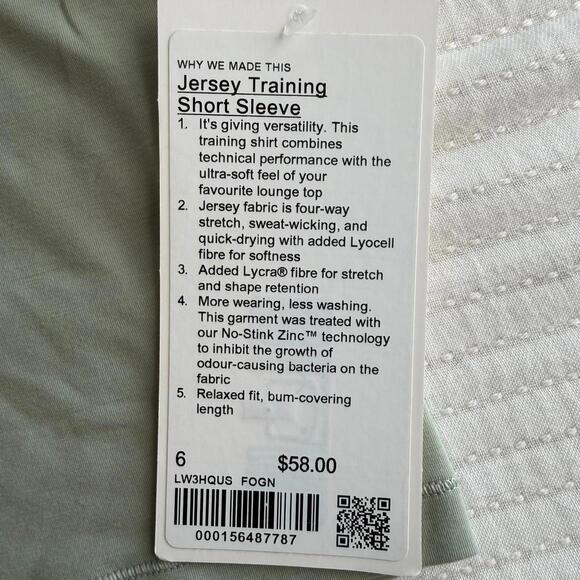 WHY WE MADE THIS
Jersey Training
Short Sleeve
1. It's giving versatility. This
training shirt combines
technical performance with the
ultra-soft feel of your
favourite lounge top
2. Jersey fabric is four-way
stretch, sweat-wicking, and
quick-drying with added Lyocell
fibre for softness
3. Added Lycra® fibre for stretch
and shape retention
4. More wearing, less washing.
This garment was treated with
our No-Stink Zinc™ technology
to inhibit the growth of
odour-causing bacteria on the
fabric
5. Relaxed fit, bum-covering
length
6 $58.00
LW3HQUS FOGN
000156487787